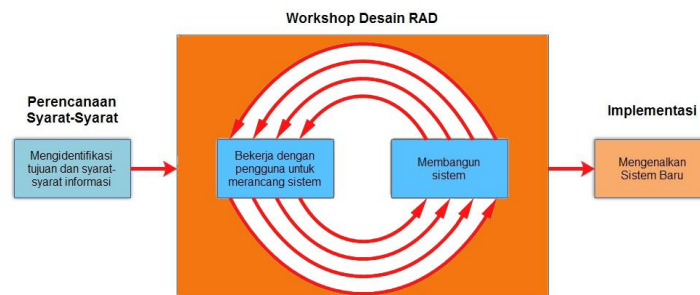 Workshop Desain RAD
Perencanaan
Syarat-Syarat
Mengidentifikasi
tujuan dan syarat-
syarat informasi
Bekerja dengan
pengguna untuk
merancang sistem
Membangun
sistem
Implementasi
Mengenalkan
Sistem Baru